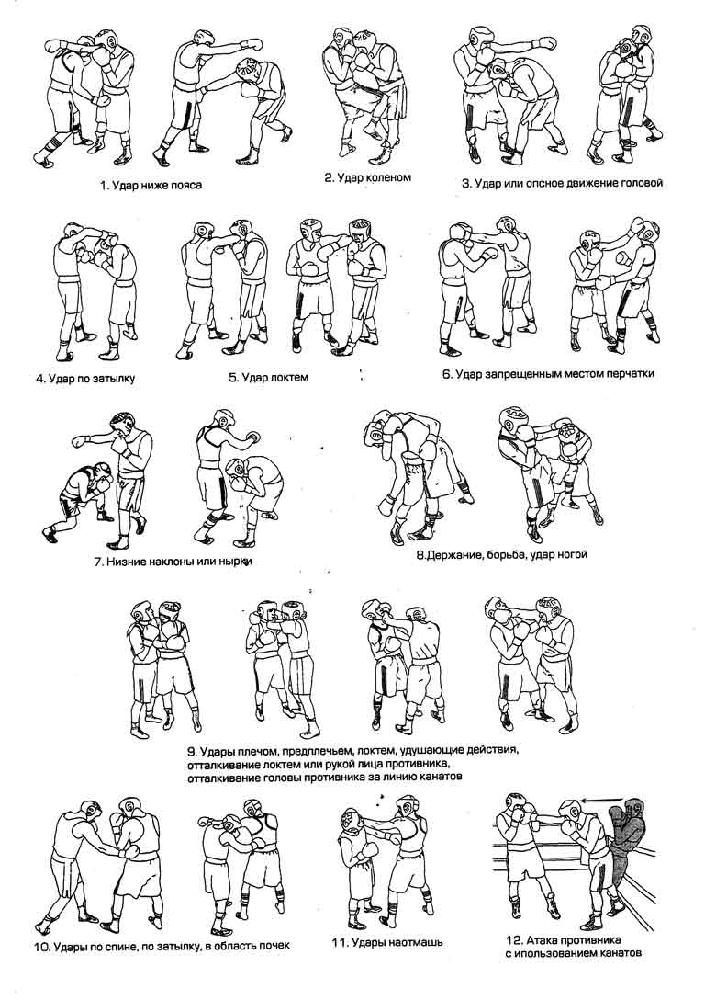 1. Удар ниже пояса
2. Удар коленом
3. Удар или опсное движение головой
4. Удар по затылку
5. Удар локтем
6. Удар запрещенным местом перчатки
7. Низние наклоны или нырки
8.Держание, борьба, удар ногой
9. Удары плечом, предплечьем, локтем, удушающие действия,
отталкивание локтем или рукой лица противника,
отталкивание головы противника за линию канатов
10. Удары по спине, по затылку, в область почек
11. Удары наотмашь
12. Атака противника
с ипользованием канатов